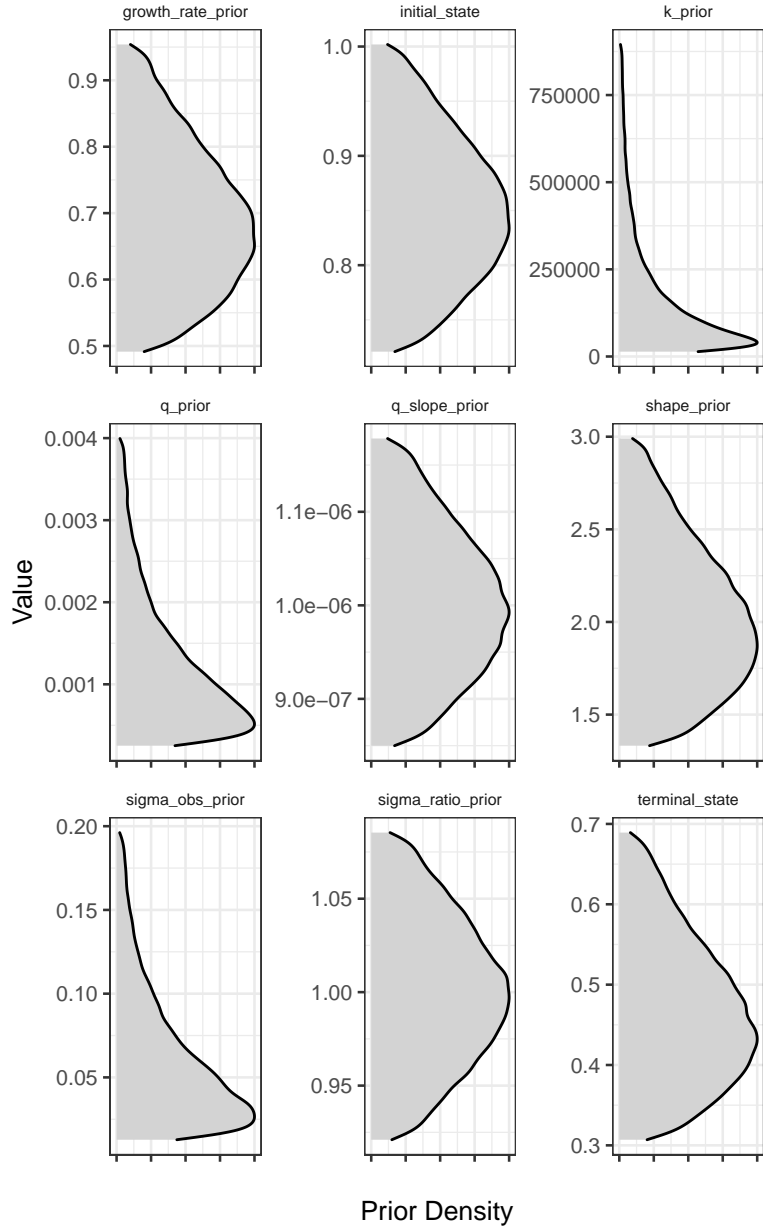 growth_rate_prior
initial_state
k_prior
0.9
0.8
0.7
0.6
0.5
1.0
0.9
0.8
750000
500000
250000
0
q_prior
q_slope_prior
shape_prior
0.004
0.003
0.002
0.001
1.1e−06
1.0e−06
9.0e−07
3.0
2.5
2.0
1.5
sigma_obs_prior
sigma_ratio_prior
terminal_state
0.20
0.15
0.10
0.05
1.05
1.00
0.95
0.7
0.6
0.5
0.4
0.3
Value
Prior Density